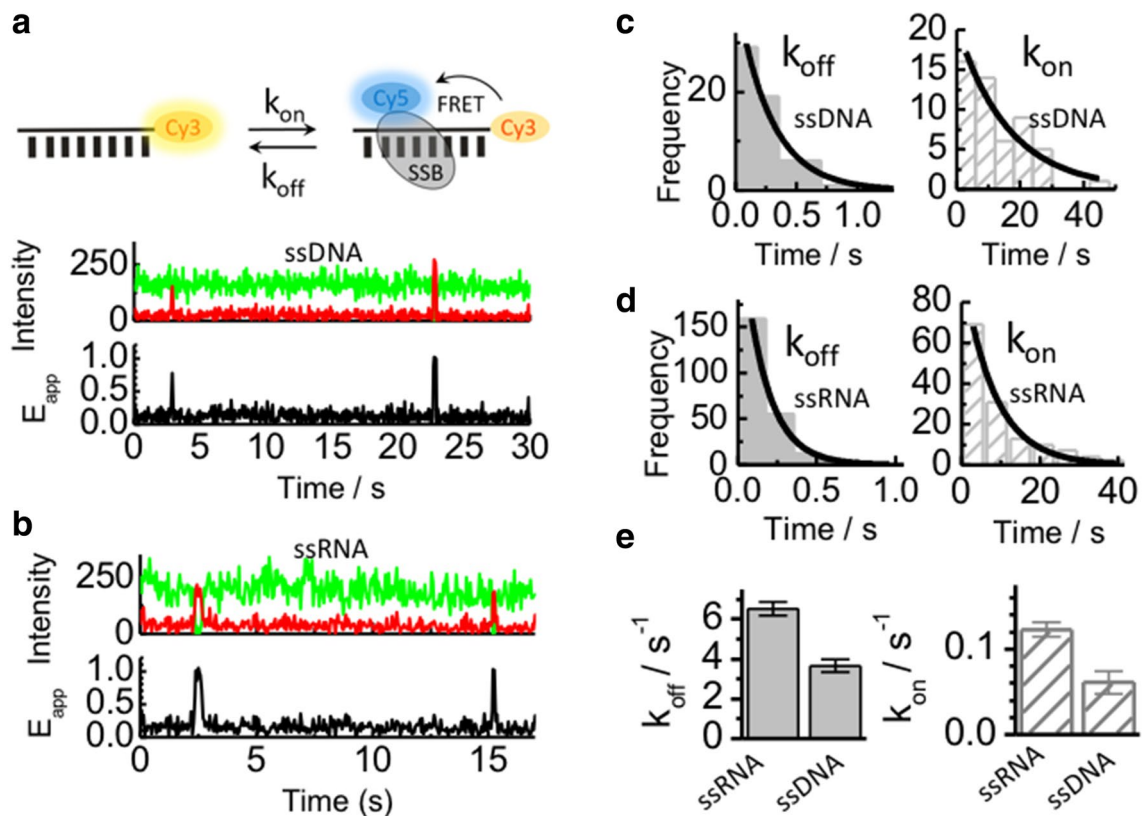 a
Cy3
k_on
k_off
Cy5
FRET
Cy3
SSB
ssDNA
Intensity
250
0
E_app
1.0
0.5
0.0
0 5 10 15 20 25 30
Time / s
b
ssRNA
Intensity
250
0
E_app
1.0
0.5
0.0
0 5 10 15
Time (s)
c
Frequency
20
0
k_off
ssDNA
0.0 0.5 1.0
Time / s
20
15
10
5
0
k_on
ssDNA
0 20 40
Time / s
d
Frequency
150
100
50
0
k_off
ssRNA
0.0 0.5 1.0
Time / s
80
60
40
20
0
k_on
ssRNA
0 20 40
Time / s
e
k_off / s^-1
6
4
2
0
ssRNA ssDNA
k_on / s^-1
0.1
0.0
ssRNA ssDNA